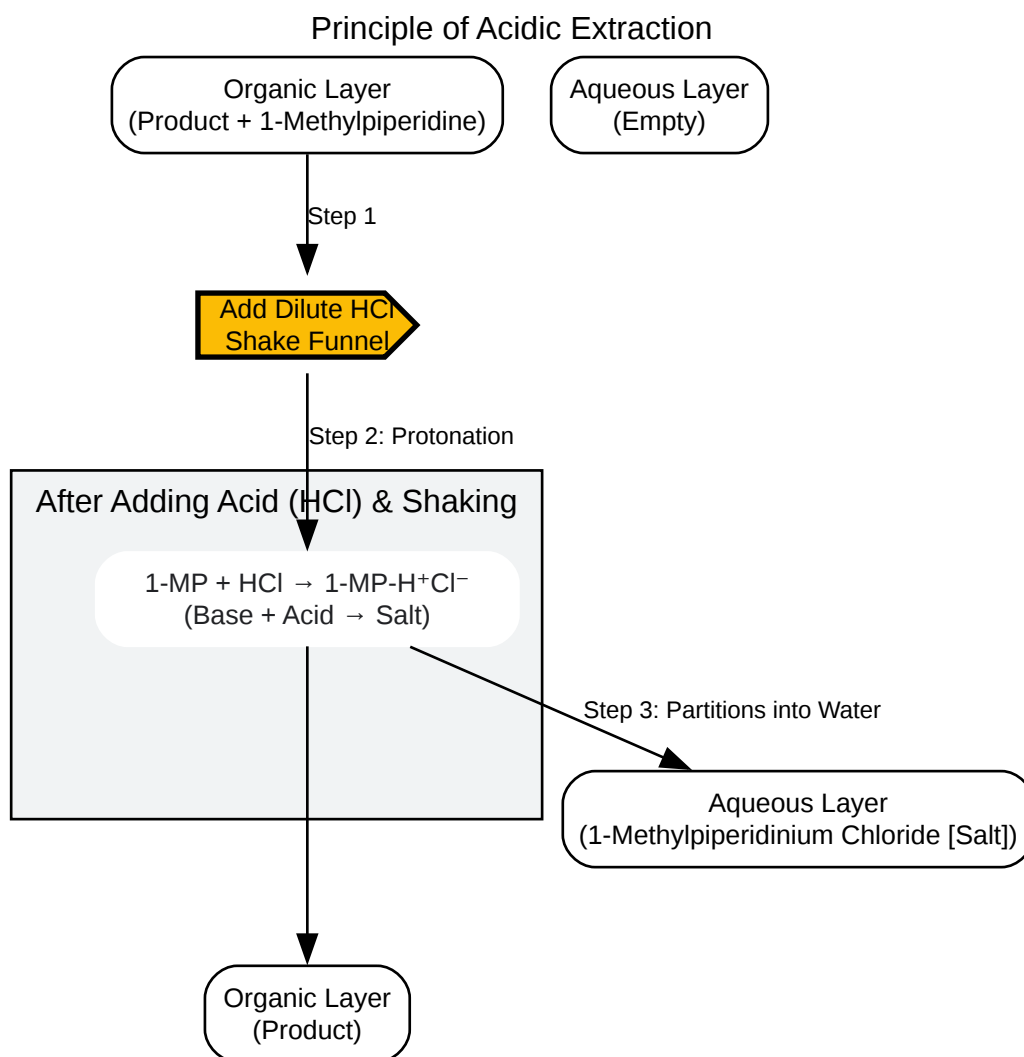 Principle of Acidic Extraction
Organic Layer
(Product + 1-Methylpiperidine)
Aqueous Layer
(Empty)
Step 1
Add Dilute HCl
Shake Funnel
Step 2: Protonation
After Adding Acid (HCl) & Shaking
1-MP + HCl → 1-MP-H⁺Cl⁻
(Base + Acid → Salt)
Step 3: Partitions into Water
Aqueous Layer
(1-Methylpiperidinium Chloride [Salt])
Organic Layer
(Product)